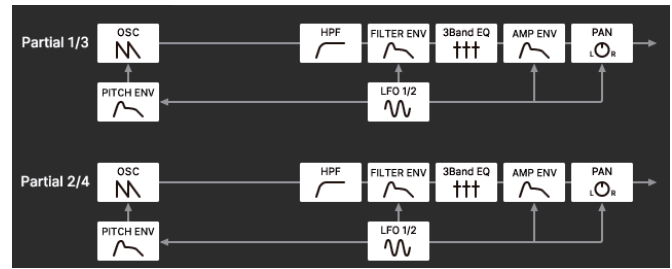 OSC HPF FILTER ENV 3Band EQ AMP ENV PAN
Partial 1/3
L R
PITCH ENV LFO 1/2
OSC HPF FILTER ENV 3Band EQ AMP ENV PAN
Partial 2/4
L R
PITCH ENV LFO 1/2